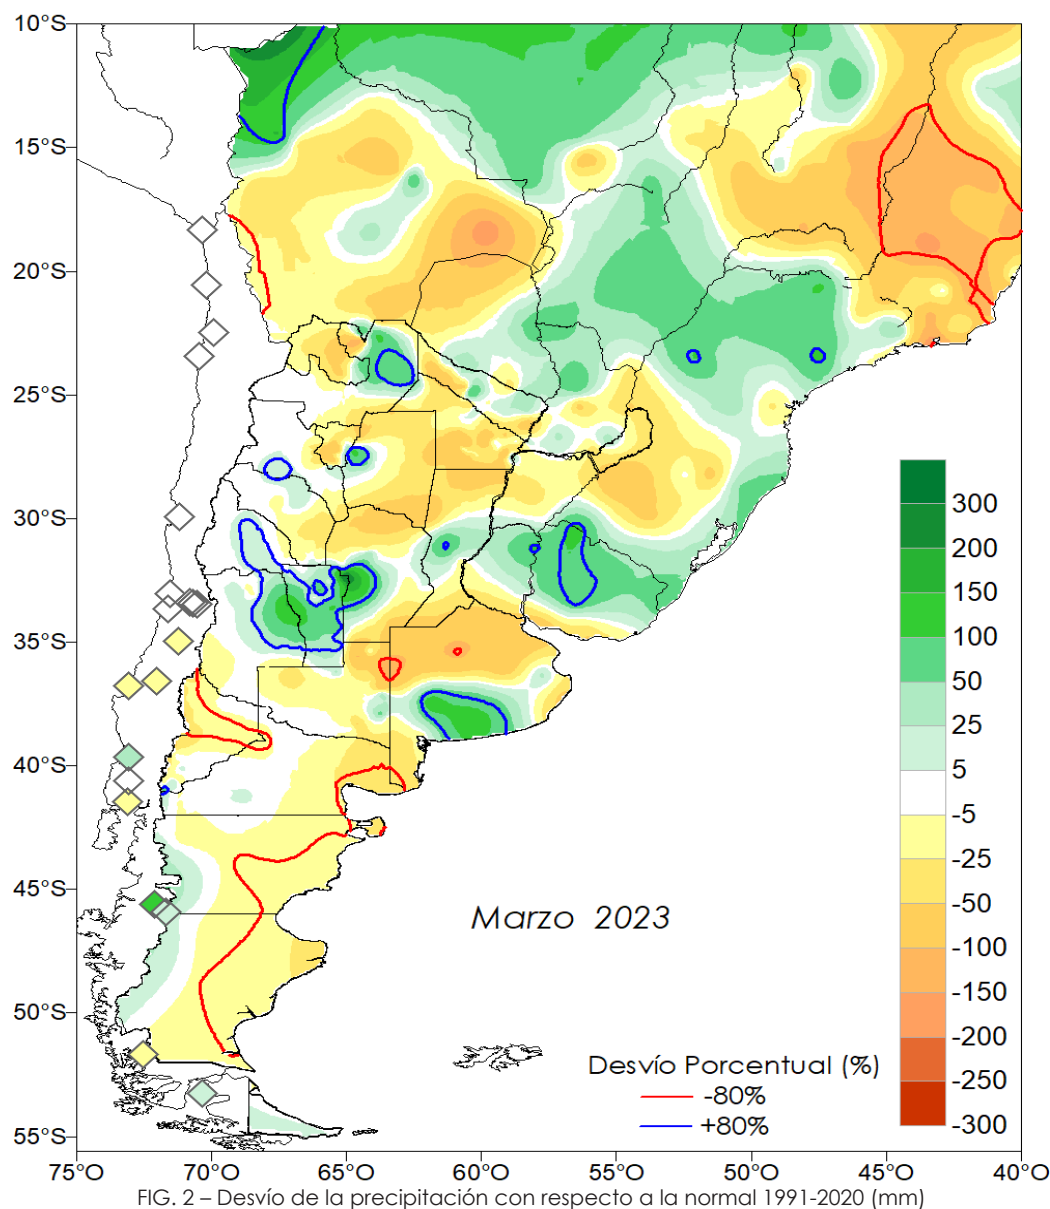 10°S
15°S
20°S
25°S
30°S
35°S
40°S
45°S
50°S
55°S
300
200
150
100
50
25
5
-5
-25
-50
-100
-150
-200
-250
-300
Marzo 2023
Desvío Porcentual (%)
-80%
+80%
75°O 70°O 65°O 60°O 55°O 50°O 45°O 40°O
FIG. 2 – Desvío de la precipitación con respecto a la normal 1991-2020 (mm)